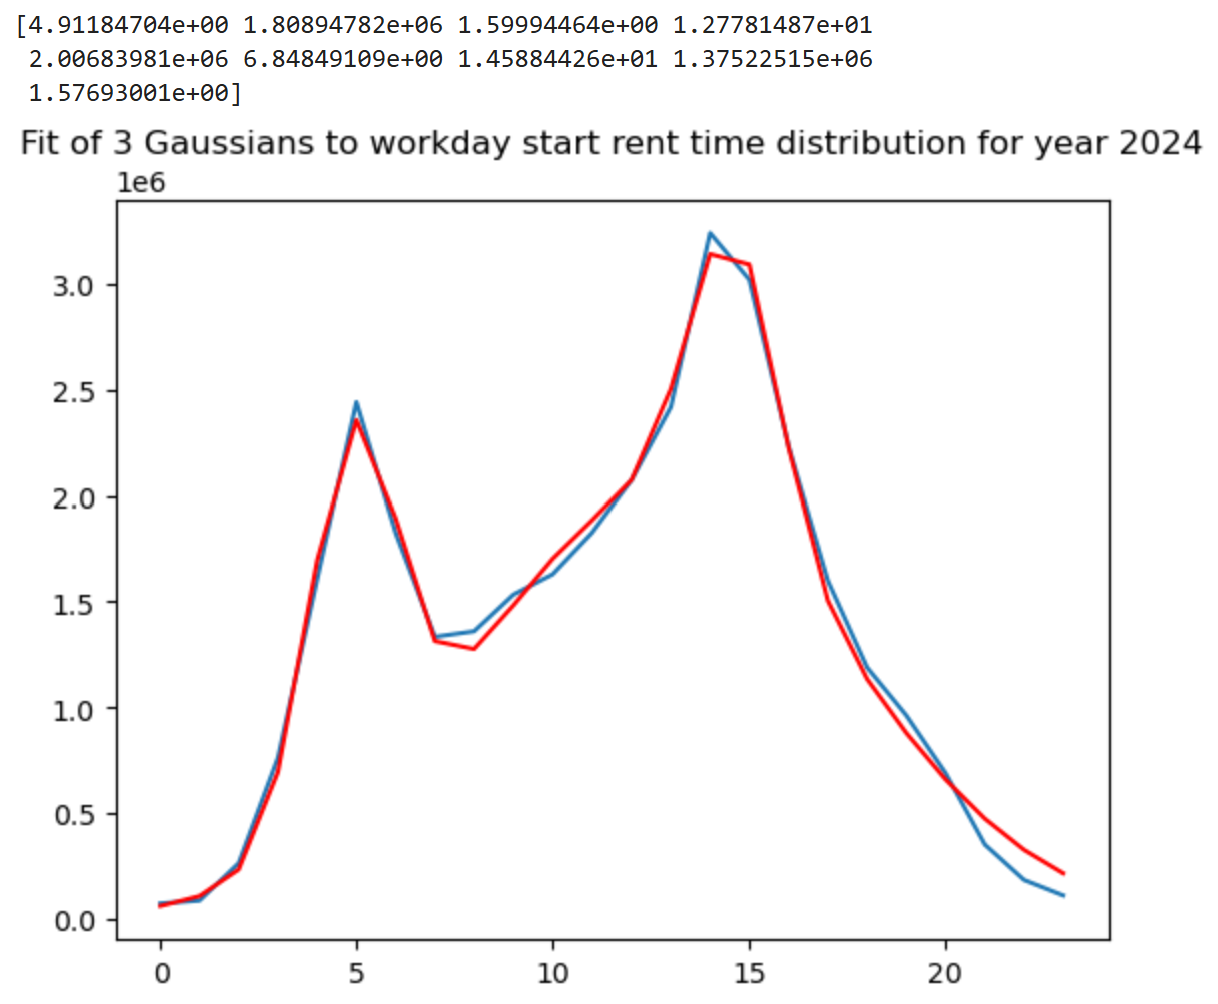 [4.91184704e+00 1.80894782e+06 1.59994464e+00 1.27781487e+01
2.00683981e+06 6.84849109e+00 1.45884426e+01 1.37522515e+06
1.57693001e+00]
Fit of 3 Gaussians to workday start rent time distribution for year 2024
1e6
3.0
2.5
2.0
1.5
1.0
0.5
0.0
0 5 10 15 20